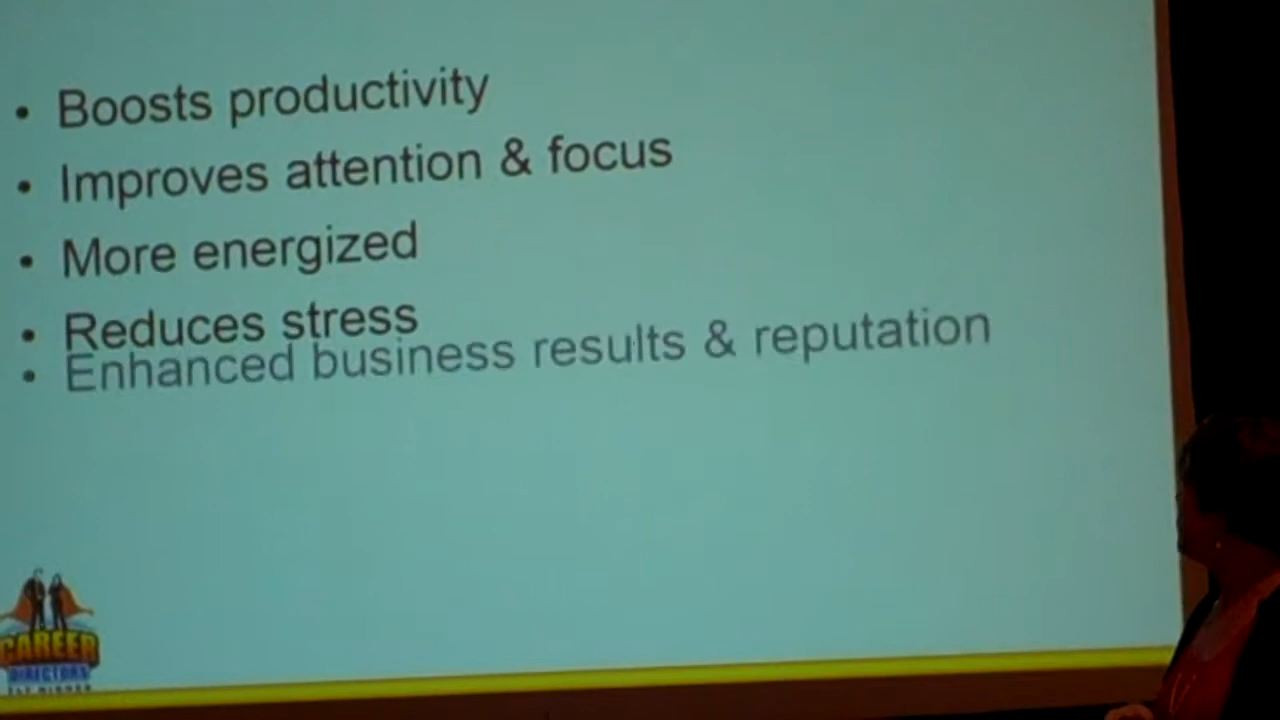 • Boosts productivity
• Improves attention & focus
• More energized
• Reduces stress
• Enhanced business results & reputation
CAREER
DIRECTORS